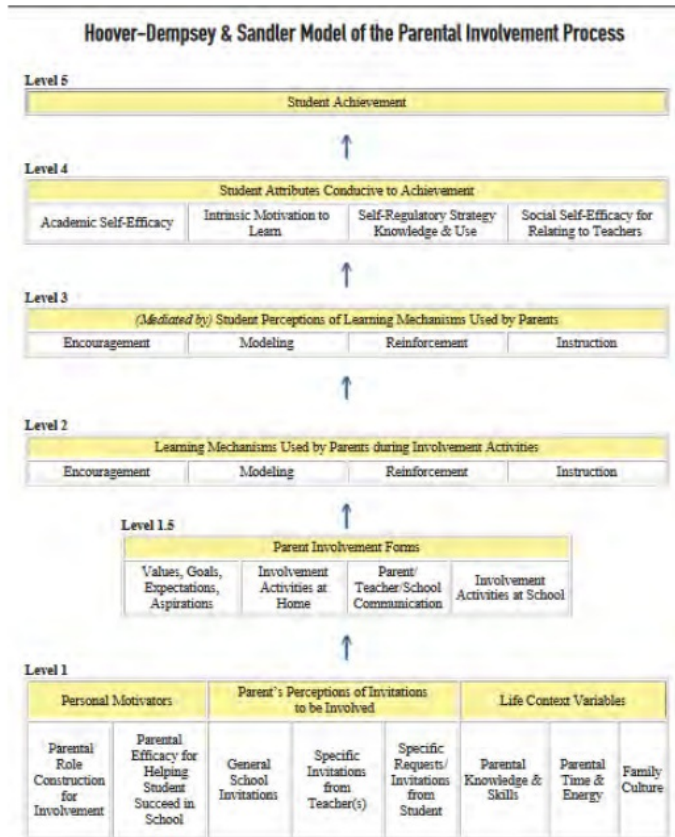 Hoover-Dempsey & Sandler Model of the Parental Involvement Process
Level 5
Student Achievement
Level 4
Student Attributes Conducive to Achievement
Academic Self-Efficacy
Intrinsic Motivation to
Learn
Self-Regulatory Strategy
Knowledge & Use
Social Self-Efficacy for
Relating to Teachers
Level 3
(Mediated by) Student Perceptions of Learning Mechanisms Used by Parents
Encouragement
Modeling
Reinforcement
Instruction
Level 2
Learning Mechanisms Used by Parents during Involvement Activities
Encouragement
Modeling
Reinforcement
Instruction
Level 1.5
Parent Involvement Forms
Values, Goals,
Expectations,
Aspirations
Involvement
Activities at
Home
Parent/
Teacher/School
Communication
Involvement
Activities at School
Level 1
Personal Motivators
Parent's Perceptions of Invitations
to be Involved
Life Context Variables
Parental
Role
Construction
for
Involvement
Parental
Efficacy for
Helping
Student
Succeed in
School
General
School
Invitations
Specific
Invitations
from
Teacher(s)
Specific
Requests/
Invitations
from
Student
Parental
Knowledge &
Skills
Parental
Time &
Energy
Family
Culture